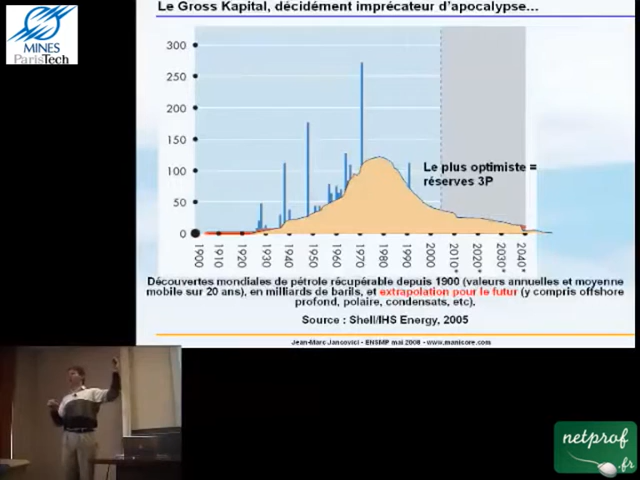 Le Gross Kapital, décidément imprécateur d'apocalypse…
MINES
ParisTech
300
250
200
150
100
50
0
Le plus optimiste =
réserves 3P
1900
1910
1920
1930
1940
1950
1960
1970
1980
1990
2000
2010*
2020*
2030*
2040*
Découvertes mondiales de pétrole récupérable depuis 1900 (valeurs annuelles et moyenne
mobile sur 20 ans), en milliards de barils, et extrapolation pour le futur (y compris offshore
profond, polaire, condensats, etc).
Source : Shell/IHS Energy, 2005
Jean-Marc Jancovici - ENSMP mai 2008 - www.manicore.com
netprof
.fr